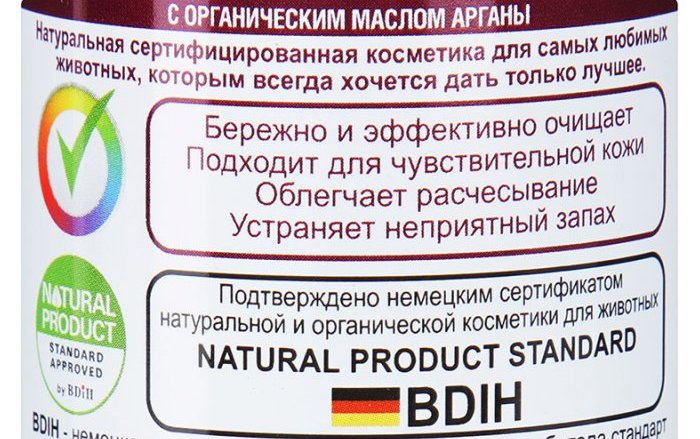 С ОРГАНИЧЕСКИМ МАСЛОМ АРГАНЫ
Натуральная сертифицированная косметика для самых любимых
животных, которым всегда хочется дать только лучшее.
Бережно и эффективно очищает
Подходит для чувствительной кожи
Облегчает расчесывание
Устраняет неприятный запах
NATURAL
PRODUCT
STANDARD
APPROVED
by BDIH
Подтверждено немецким сертификатом
натуральной и органической косметики для животных
NATURAL PRODUCT STANDARD
BDIH
BDIH - стандарт